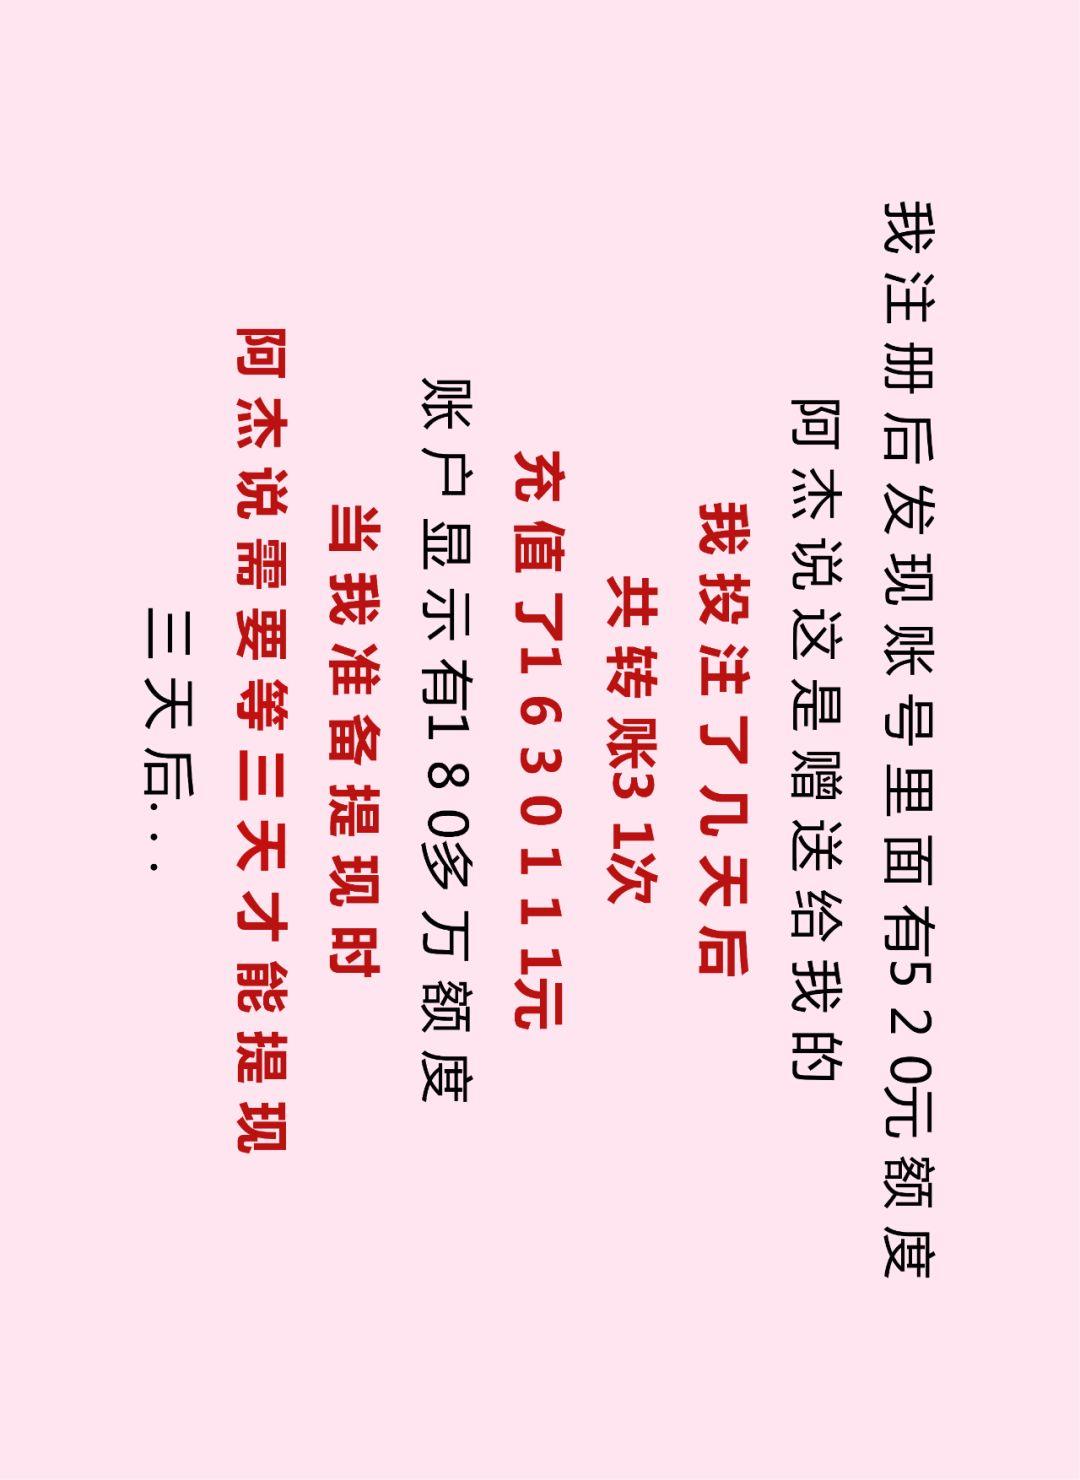 我注册后发现账号里面有520元额度
阿杰说这是赠送给我的
我投注了几天后
共转账31次
充值了1630111元
账户显示有180多万额度
当我准备提现时
阿杰说需要等三天才能提现
三天后...